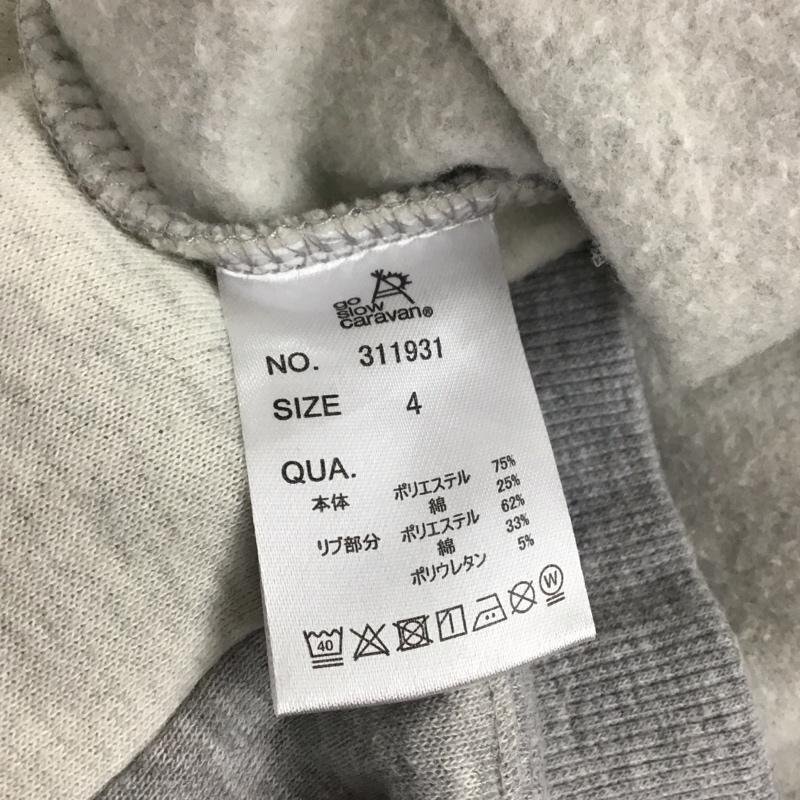 go
slow
caravan®
NO. 311931
SIZE 4
QUA.
本体 ポリエステル 75%
綿 25%
リブ部分 ポリエステル 62%
綿 33%
ポリウレタン 5%
40 W